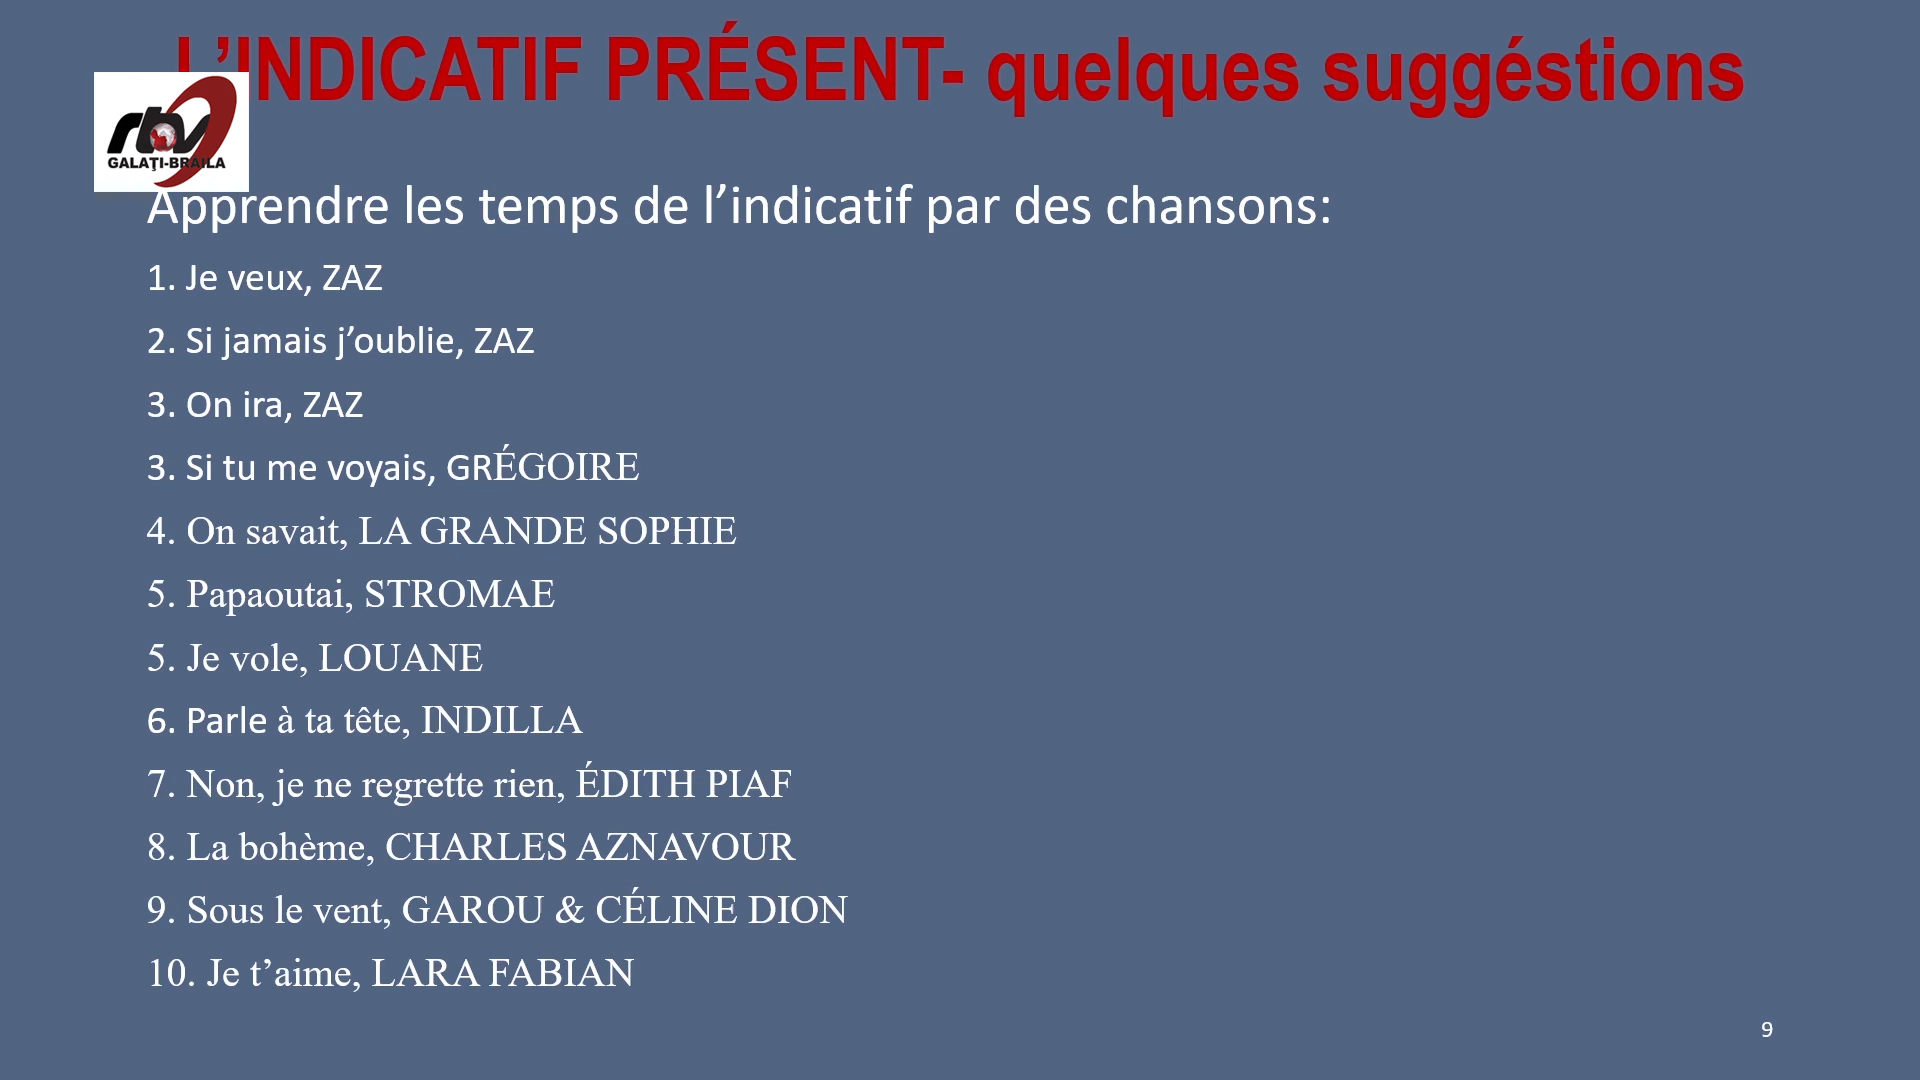 L’INDICATIF PRÉSENT- quelques suggéstions
rtv
GALAŢI-BRAILA
Apprendre les temps de l’indicatif par des chansons:
1. Je veux, ZAZ
2. Si jamais j’oublie, ZAZ
3. On ira, ZAZ
3. Si tu me voyais, GRÉGOIRE
4. On savait, LA GRANDE SOPHIE
5. Papaoutai, STROMAE
5. Je vole, LOUANE
6. Parle à ta tête, INDILLA
7. Non, je ne regrette rien, ÉDITH PIAF
8. La bohème, CHARLES AZNAVOUR
9. Sous le vent, GAROU & CÉLINE DION
10. Je t’aime, LARA FABIAN
9